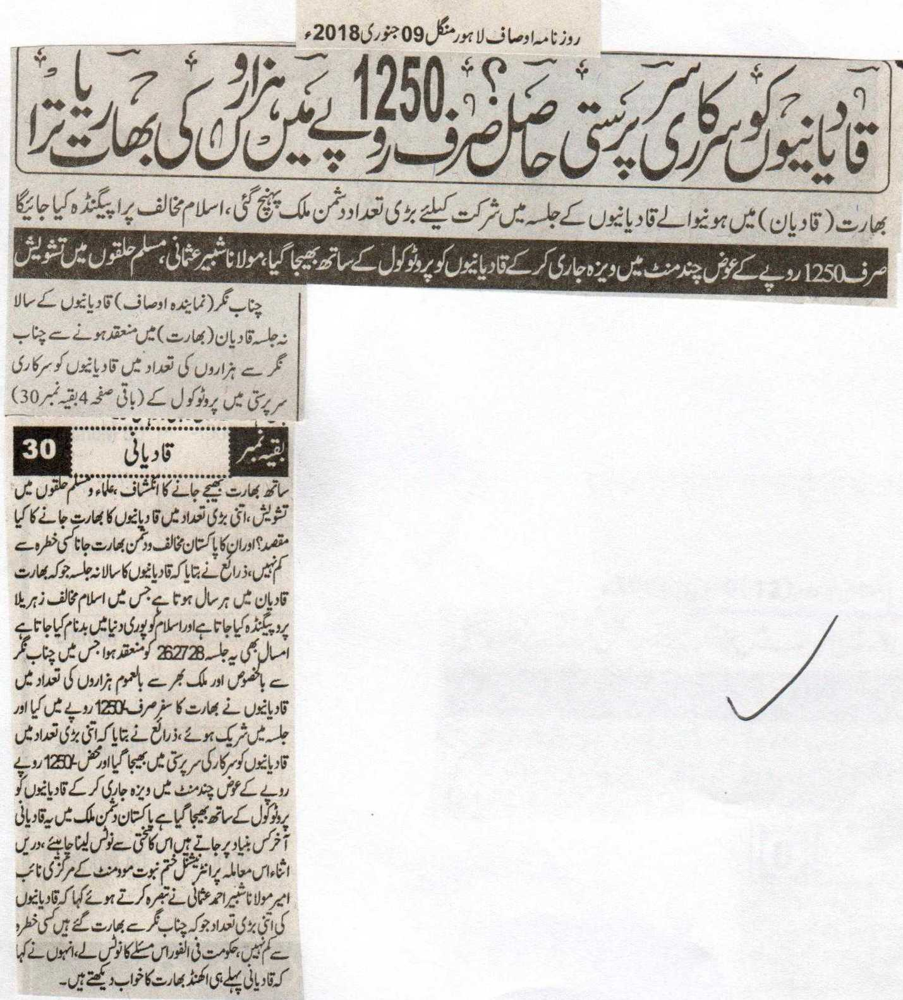 روزنامہ اوصاف لاہور منگل 09 جنوری 2018ء
قادیانیوں کو سرکاری سرپرستی حاصل؟ صرف 1250 روپے میں ہزاروں کی بھارت یاترا
بھارت (قادیان) میں ہونیوالے قادیانیوں کے جلسہ میں شرکت کیلئے بڑی تعداد دشمن ملک پہنچ گئی، اسلام مخالف پراپیگنڈہ کیا جائیگا
صرف 1250 روپے کے عوض چند منٹ میں ویزہ جاری کر کے قادیانیوں کو پروٹوکول کے ساتھ بھیجا گیا، مولانا شبیر عثمانی، مسلم حلقوں میں تشویش
چناب نگر (نمایندہ اوصاف) قادیانیوں کے سالا
نہ جلسہ قادیان (بھارت) میں منعقد ہونے سے چناب
نگر سے ہزاروں کی تعداد میں قادیانیوں کو سرکاری
سرپرستی میں پروٹوکول کے (باقی صفحہ 4 بقیہ نمبر 30)
بقیہ نمبر قادیانی 30
ساتھ بھارت بھیجے جانے کا انکشاف، علماء و مسلم حلقوں میں
تشویش، اتنی بڑی تعداد میں قادیانیوں کا بھارت جانے کا کیا
مقصد؟ اور ان کا پاکستان مخالف و دشمن بھارت جانا کسی خطرہ سے
کم نہیں، ذرائع نے بتایا کہ قادیانیوں کا سالانہ جلسہ جو کہ بھارت
قادیان میں ہر سال ہوتا ہے جس میں اسلام مخالف زہریلا
پروپیگنڈہ کیا جاتا ہے اور اسلام کو پوری دنیا میں بدنام کیا جاتا ہے
امسال بھی یہ جلسہ 26،27،28 کو منعقد ہوا جس میں چناب نگر
سے بالخصوص اور ملک بھر سے بالعموم ہزاروں کی تعداد میں
قادیانیوں نے بھارت کا سفر صرف -/1250 روپے میں کیا اور
جلسہ میں شریک ہوئے، ذرائع نے بتایا کہ اتنی بڑی تعداد میں
قادیانیوں کو سرکار کی سرپرستی میں بھیجا گیا اور محض -/1250 روپے
روپے کے عوض چند منٹ میں ویزہ جاری کر کے قادیانیوں کو
پروٹوکول کے ساتھ بھیجا گیا ہے پاکستان دشمن ملک میں یہ قادیانی
آخر کس بنیاد پر جاتے ہیں اس کا سختی سے نوٹس لینا چاہئے، دریں
اثناء اس معاملہ پر انٹرنیشنل ختم نبوت موومنٹ کے مرکزی نائب
امیر مولانا شبیر احمد عثمانی نے تبصرہ کرتے ہوئے کہا کہ قادیانیوں
کی اتنی بڑی تعداد جو کہ چناب نگر سے بھارت گئے ہیں کسی خطرہ
سے کم نہیں، حکومت فی الفور اس مسئلے کا نوٹس لے، انہوں نے کہا
کہ قادیانی پہلے ہی اکھنڈ بھارت کا خواب دیکھتے ہیں۔